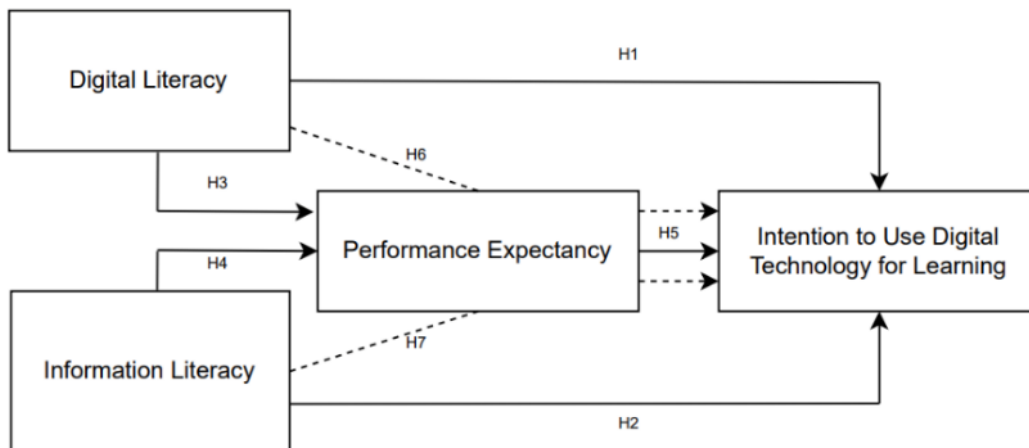 H1
Digital Literacy
H6
H3
H5
Performance Expectancy
Intention to Use Digital
Technology for Learning
H4
H7
Information Literacy
H2